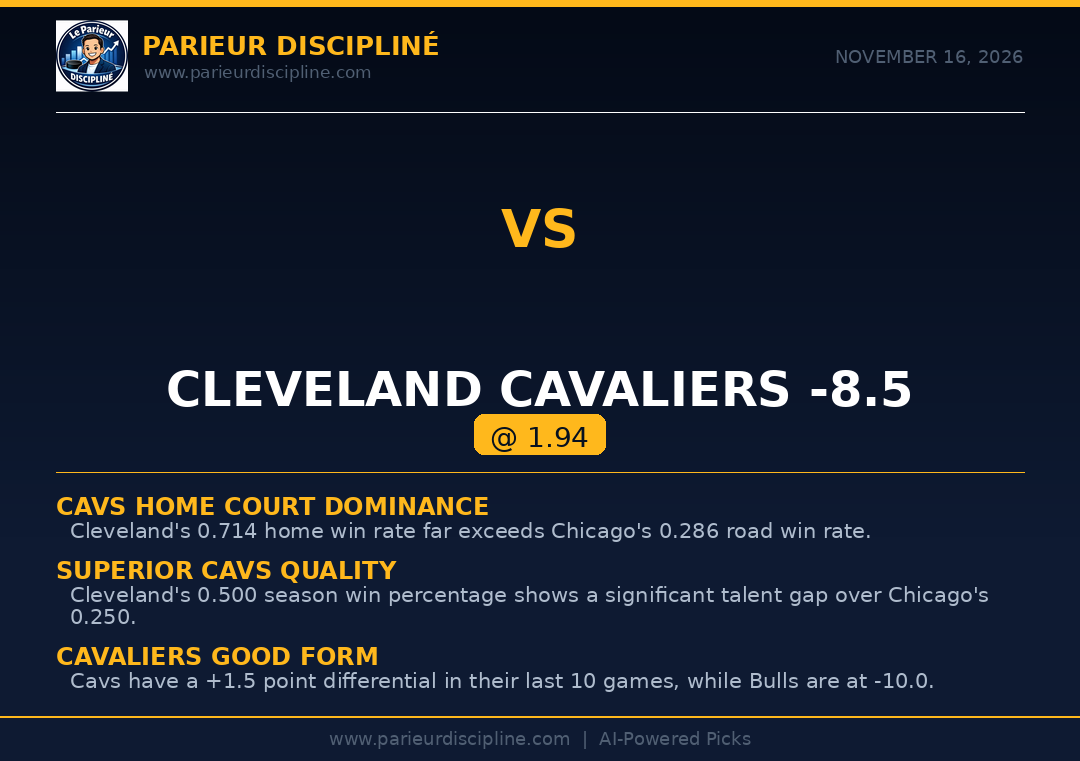 Le Parieur
DISCIPLINÉ
PARIEUR DISCIPLINÉ
www.parieurdiscipline.com
NOVEMBER 16, 2026
VS
CLEVELAND CAVALIERS -8.5
@ 1.94
CAVS HOME COURT DOMINANCE
Cleveland's 0.714 home win rate far exceeds Chicago's 0.286 road win rate.
SUPERIOR CAVS QUALITY
Cleveland's 0.500 season win percentage shows a significant talent gap over Chicago's
0.250.
CAVALIERS GOOD FORM
Cavs have a +1.5 point differential in their last 10 games, while Bulls are at -10.0.
www.parieurdiscipline.com | AI-Powered Picks